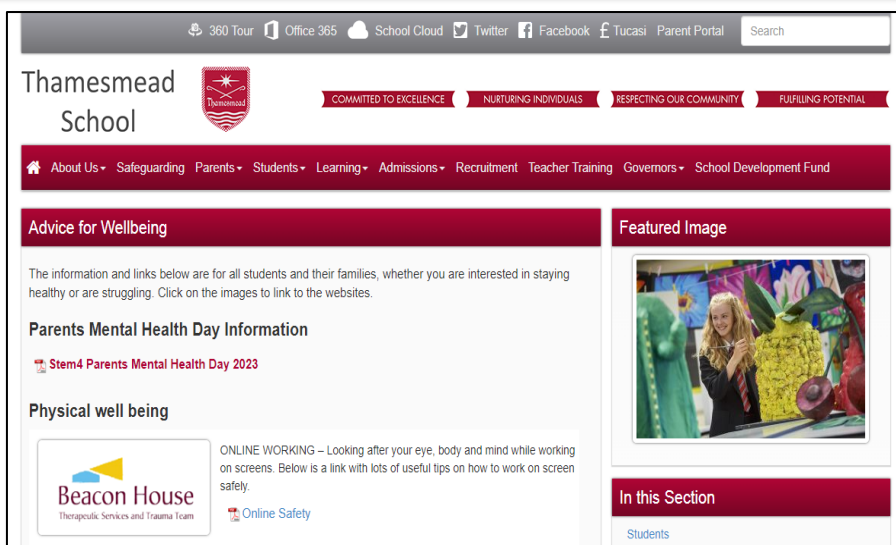 360 Tour Office 365 School Cloud Twitter Facebook £ Tucasi Parent Portal Search
Thamesmead
School
Thamesmead
COMMITTED TO EXCELLENCE NURTURING INDIVIDUALS RESPECTING OUR COMMUNITY FULFILLING POTENTIAL
About Us Safeguarding Parents Students Learning Admissions Recruitment Teacher Training Governors School Development Fund
Advice for Wellbeing
The information and links below are for all students and their families, whether you are interested in staying
healthy or are struggling. Click on the images to link to the websites.
Parents Mental Health Day Information
Stem4 Parents Mental Health Day 2023
Physical well being
Beacon House
Therapeutic Services and Trauma Team
ONLINE WORKING – Looking after your eye, body and mind while working
on screens. Below is a link with lots of useful tips on how to work on screen
safely.
Online Safety
Featured Image
In this Section
Students